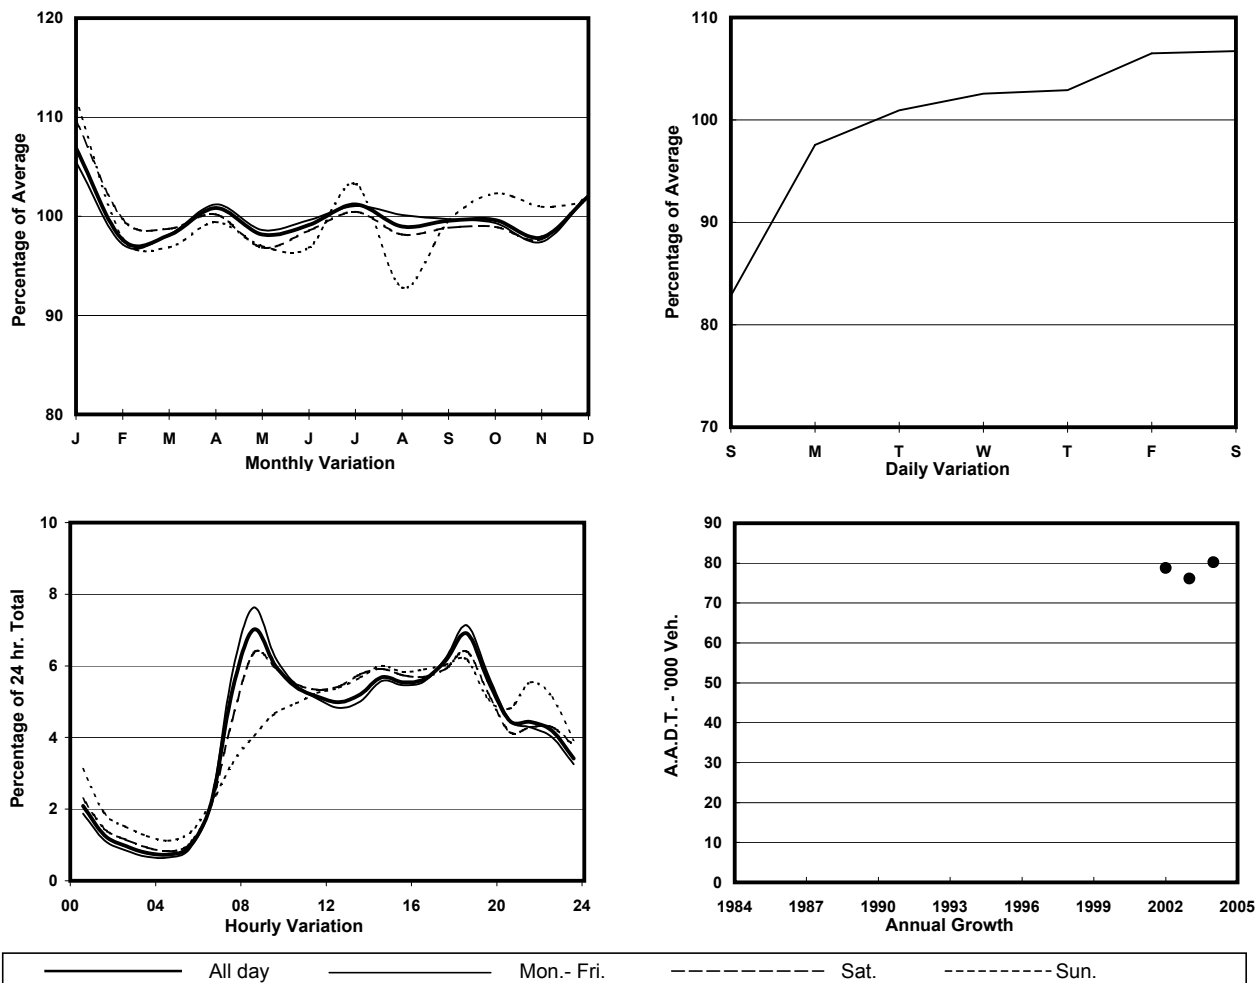 120
110
100
90
80
Percentage of Average
J F M A M J J A S O N D
Monthly Variation
110
100
90
80
70
Percentage of Average
S M T W T F S
Daily Variation
10
8
6
4
2
0
Percentage of 24 hr. Total
00 04 08 12 16 20 24
Hourly Variation
90
80
70
60
50
40
30
20
10
0
A.A.D.T. - '000 Veh.
1984 1987 1990 1993 1996 1999 2002 2005
Annual Growth
All day Mon.- Fri. Sat. Sun.